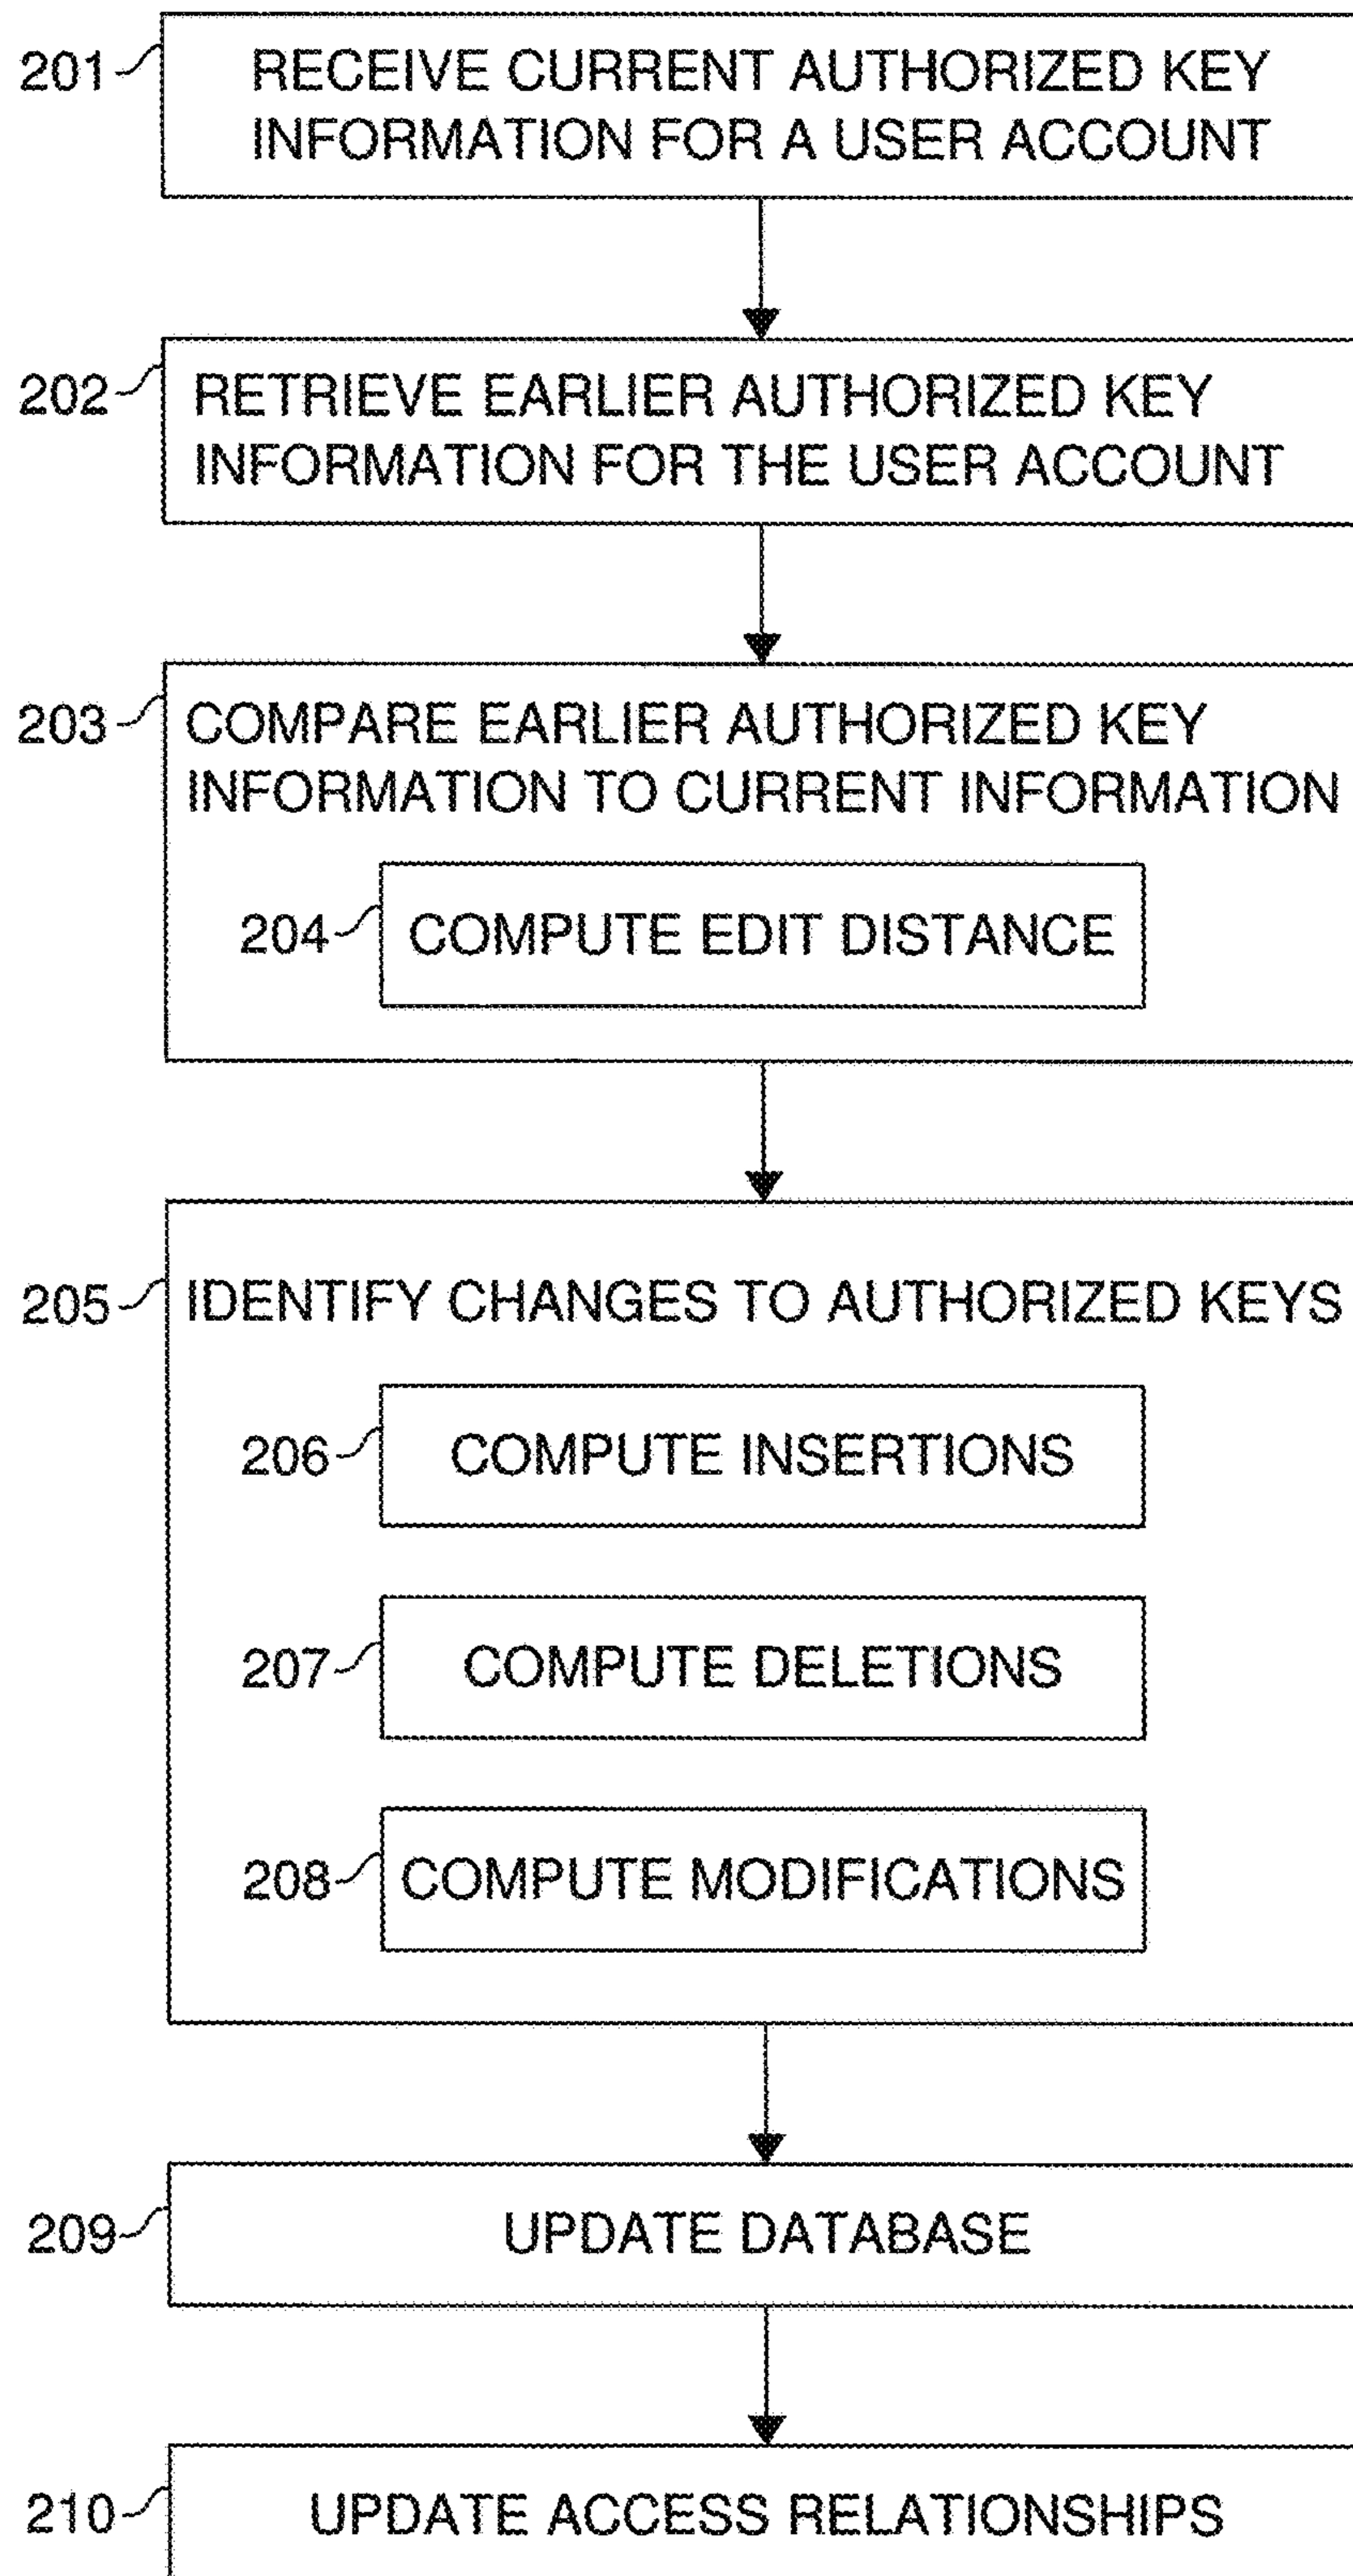 201 RECEIVE CURRENT AUTHORIZED KEY
INFORMATION FOR A USER ACCOUNT
202 RETRIEVE EARLIER AUTHORIZED KEY
INFORMATION FOR THE USER ACCOUNT
203 COMPARE EARLIER AUTHORIZED KEY
INFORMATION TO CURRENT INFORMATION
204 COMPUTE EDIT DISTANCE
205 IDENTIFY CHANGES TO AUTHORIZED KEYS
206 COMPUTE INSERTIONS
207 COMPUTE DELETIONS
208 COMPUTE MODIFICATIONS
209 UPDATE DATABASE
210 UPDATE ACCESS RELATIONSHIPS